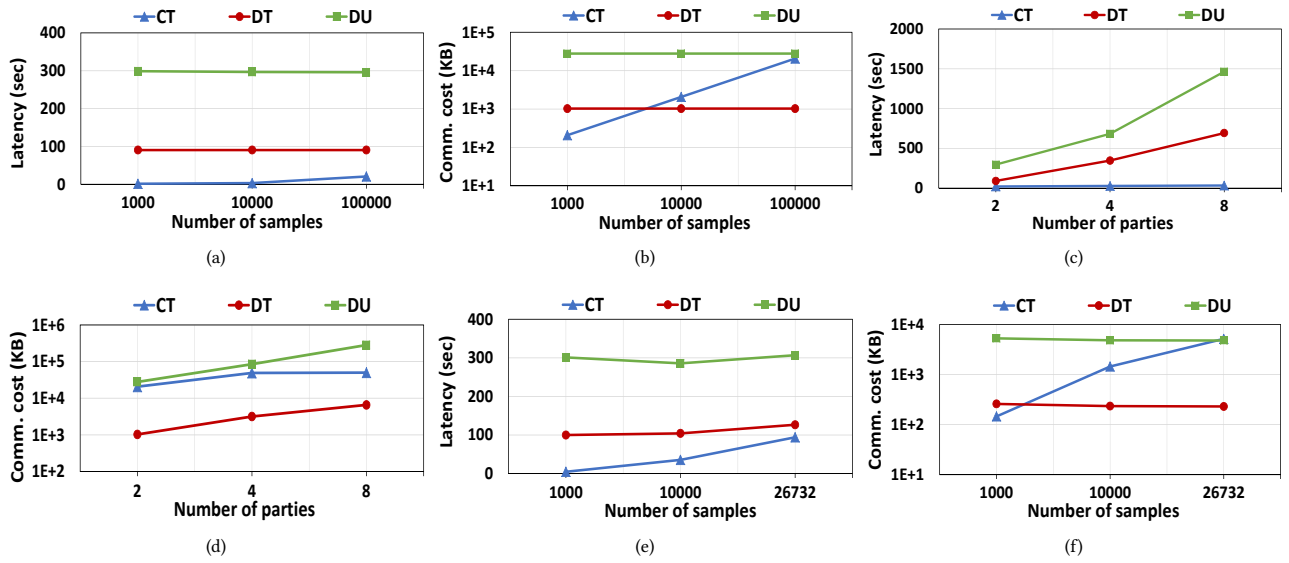 CT DT DU
400
300
200
100
0
Latency (sec)
1000 10000 100000
Number of samples
(a)
CT DT DU
1E+5
1E+4
1E+3
1E+2
1E+1
Comm. cost (KB)
1000 10000 100000
Number of samples
(b)
CT DT DU
2000
1500
1000
500
0
Latency (sec)
2 4 8
Number of parties
(c)
CT DT DU
1E+6
1E+5
1E+4
1E+3
1E+2
Comm. cost (KB)
2 4 8
Number of parties
(d)
CT DT DU
400
300
200
100
0
Latency (sec)
1000 10000 26732
Number of samples
(e)
CT DT DU
1E+4
1E+3
1E+2
1E+1
Comm. cost (KB)
1000 10000 26732
Number of samples
(f)